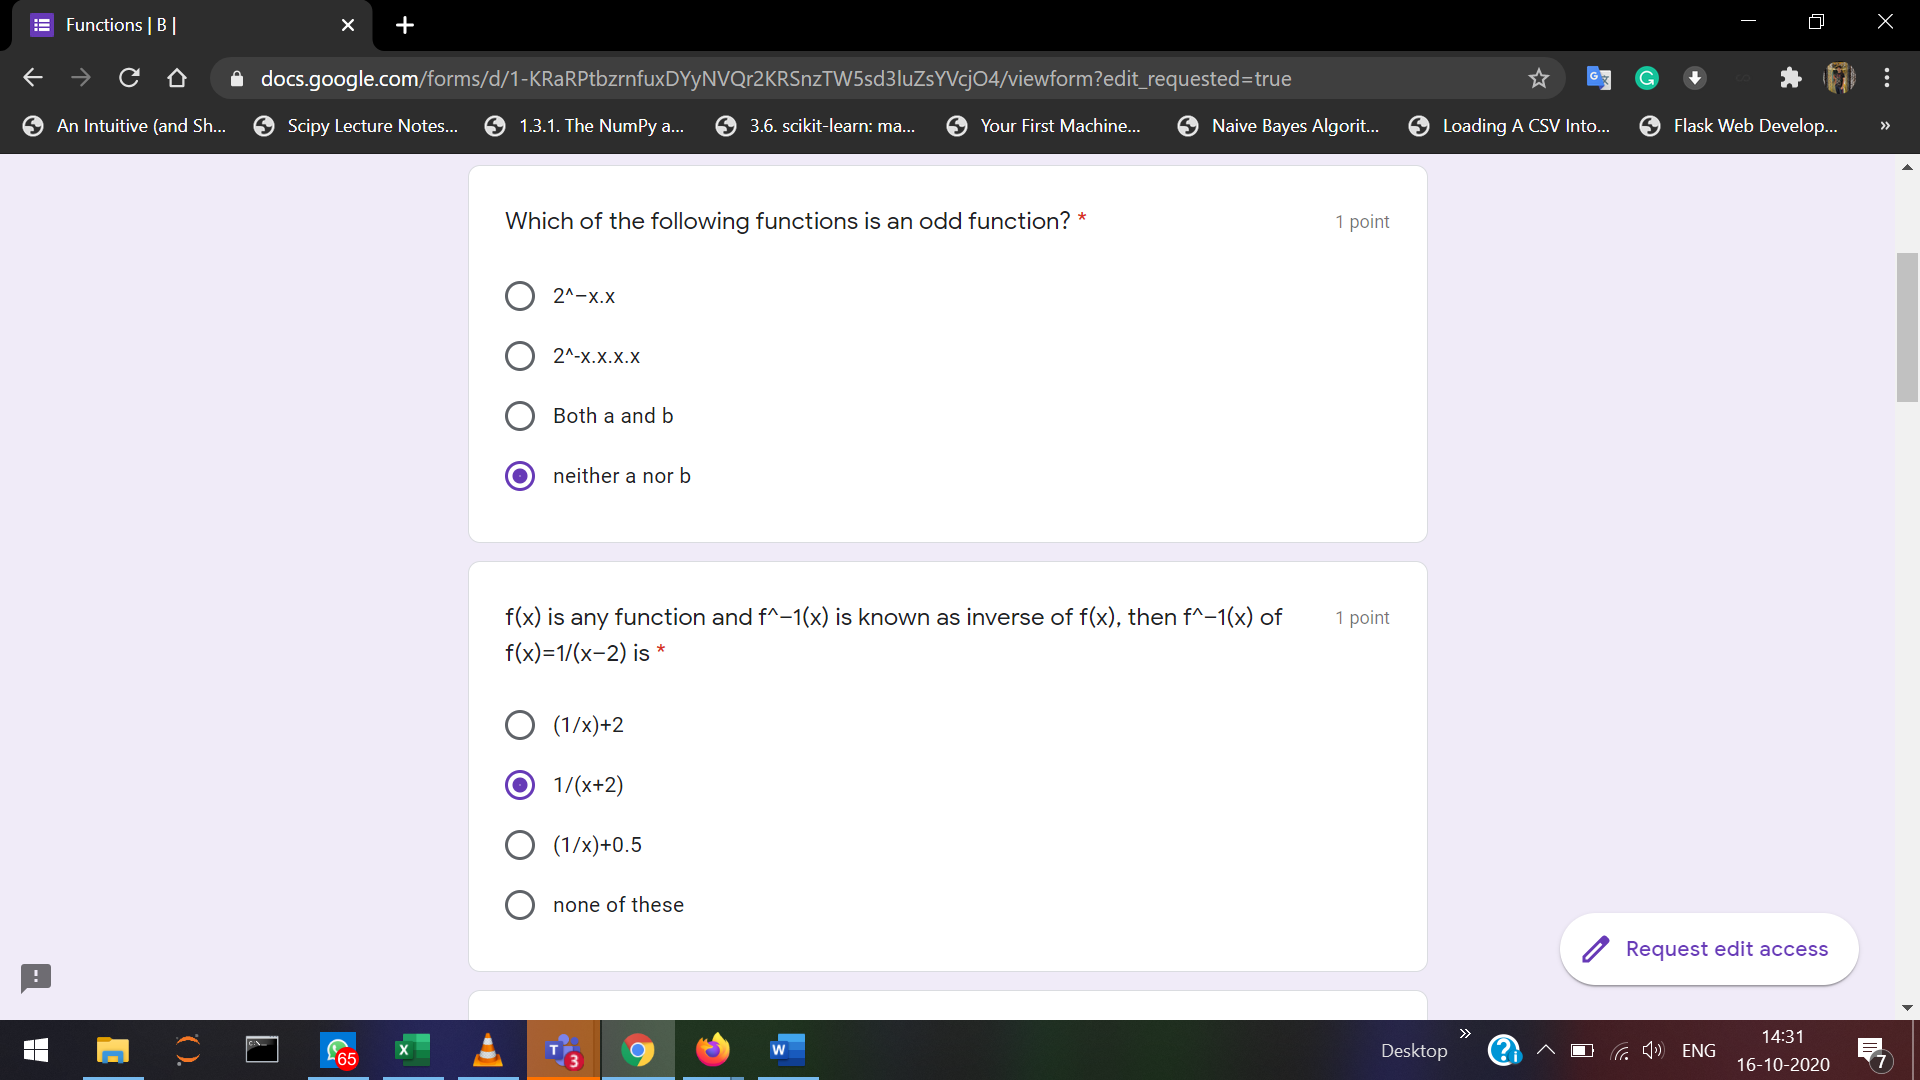 Functions | B |
docs.google.com/forms/d/1-KRaRPtbzrnfuxDYyNVQr2KRSnzTW5sd3luZsYVcjO4/viewform?edit_requested=true
An Intuitive (and Sh...
Scipy Lecture Notes...
1.3.1. The NumPy a...
3.6. scikit-learn: ma...
Your First Machine...
Naive Bayes Algorit...
Loading A CSV Into...
Flask Web Develop...
»
Which of the following functions is an odd function? *
1 point
2^−x.x
2^-x.x.x.x
Both a and b
neither a nor b
f(x) is any function and f^−1(x) is known as inverse of f(x), then f^−1(x) of
f(x)=1/(x−2) is *
1 point
(1/x)+2
1/(x+2)
(1/x)+0.5
none of these
Request edit access
65
3
Desktop
»
ENG
14:31
16-10-2020
7